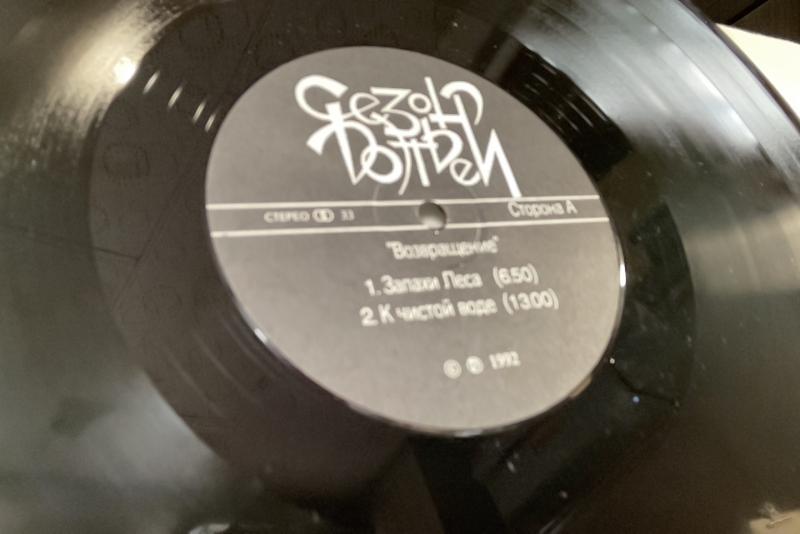 Сезон
Дождей
СТЕРЕО 33
Сторона А
"Возвращение"
1. Запахи Леса (6.50)
2. К чистой воде (13.00)
© ℗ 1992